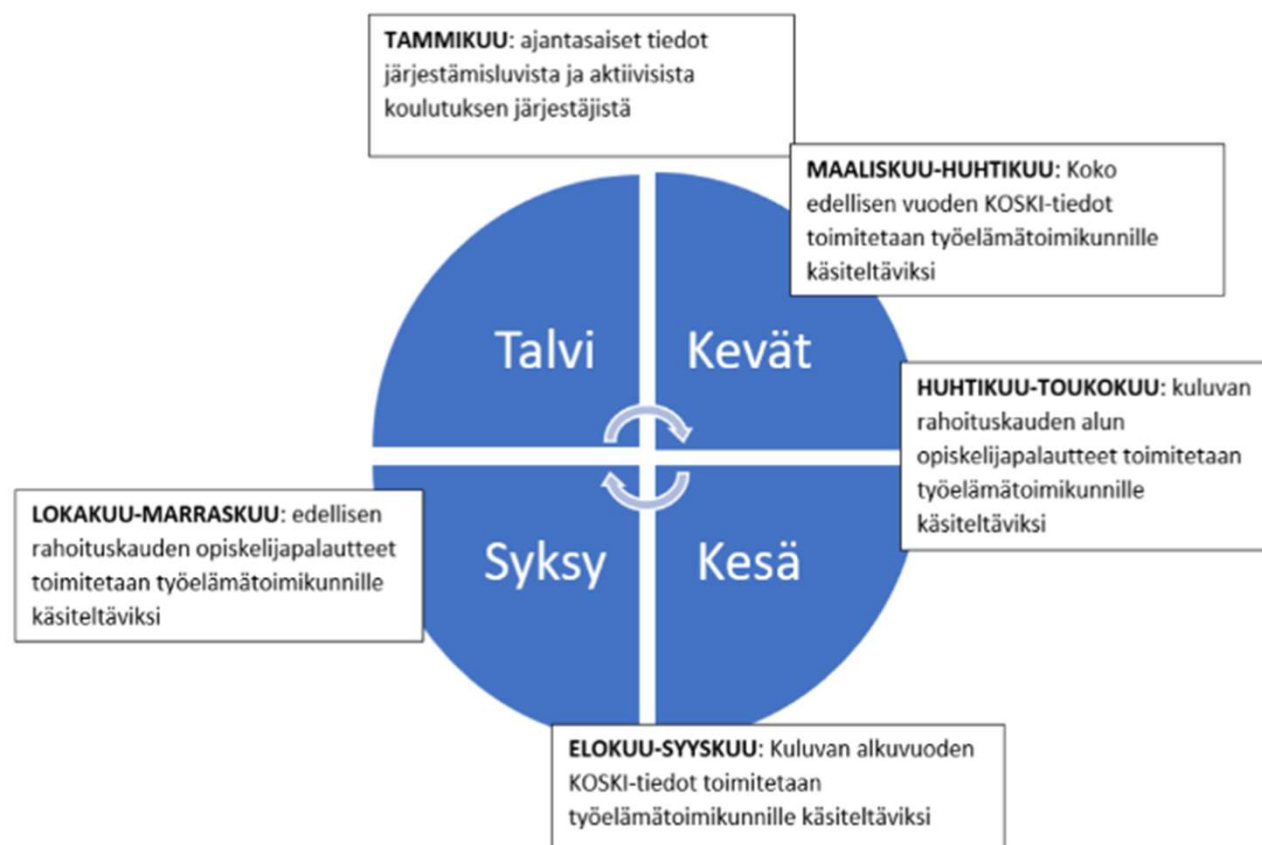 TAMMIKUU: ajantasaiset tiedot
järjestämisluvista ja aktiivisista
koulutuksen järjestäjistä
MAALISKUU-HUHTIKUU: Koko
edellisen vuoden KOSKI-tiedot
toimitetaan työelämätoimikunnille
käsiteltäviksi
Talvi
Kevät
HUHTIKUU-TOUKOKUU: kuluvan
rahoituskauden alun
opiskelijapalautteet toimitetaan
työelämätoimikunnille
käsiteltäviksi
LOKAKUU-MARRASKUU: edellisen
rahoituskauden opiskelijapalautteet
toimitetaan työelämätoimikunnille
käsiteltäviksi
Syksy
Kesä
ELOKUU-SYYSKUU: Kuluvan alkuvuoden
KOSKI-tiedot toimitetaan
työelämätoimikunnille käsiteltäviksi